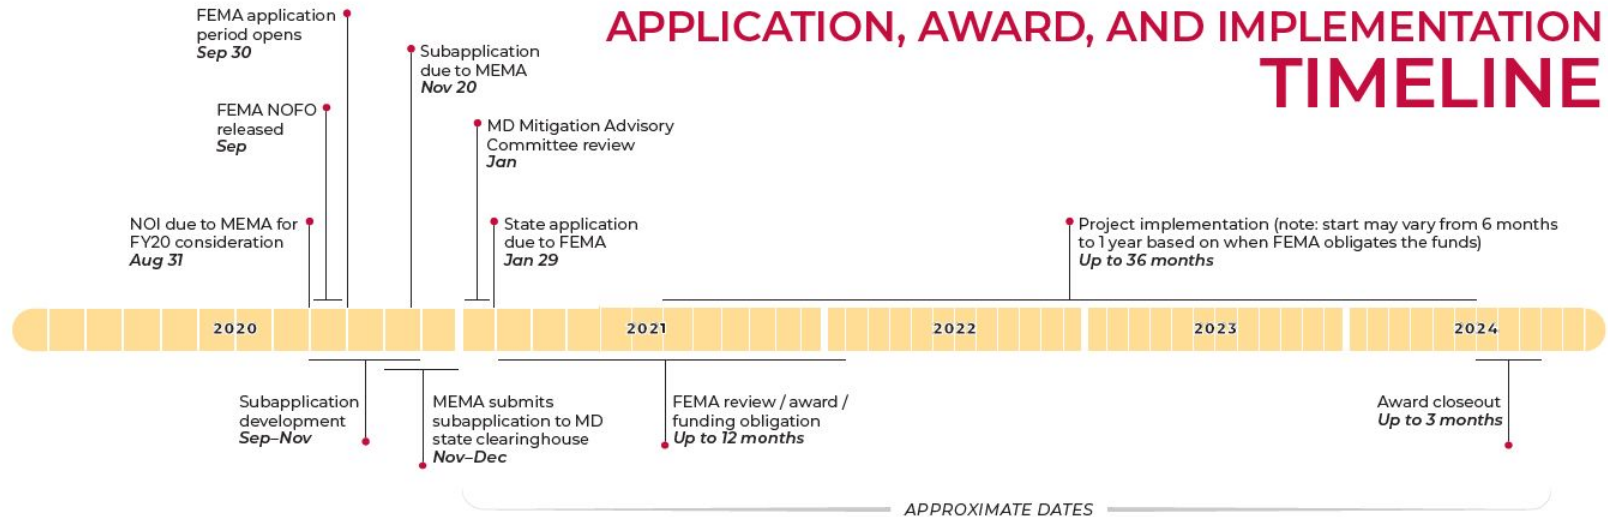 APPLICATION, AWARD, AND IMPLEMENTATION
TIMELINE
FEMA application
period opens
Sep 30
Subapplication
due to MEMA
Nov 20
FEMA NOFO
released
Sep
MD Mitigation Advisory
Committee review
Jan
NOI due to MEMA for
FY20 consideration
Aug 31
State application
due to FEMA
Jan 29
Project implementation (note: start may vary from 6 months
to 1 year based on when FEMA obligates the funds)
Up to 36 months
2020
2021
2022
2023
2024
Subapplication
development
Sep–Nov
MEMA submits
subapplication to MD
state clearinghouse
Nov–Dec
FEMA review / award /
funding obligation
Up to 12 months
Award closeout
Up to 3 months
APPROXIMATE DATES